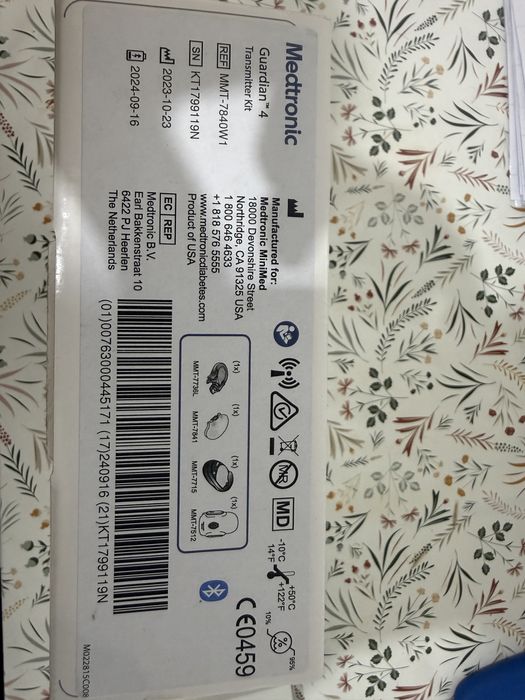 Medtronic
Guardian™ 4
Transmitter Kit
REF MMT-7840W1
SN KT1799119N
2023-10-23
2024-09-16
Manufactured for:
Medtronic MiniMed
18000 Devonshire Street
Northridge, CA 91325 USA
1 800 646 4633
+1 818 576 5555
www.medtronicdiabetes.com
Product of USA
EC REP
Medtronic B.V.
Earl Bakkenstraat 10
6422 PJ Heerlen
The Netherlands
MR
MD
-10°C
14°F
+50°C
+122°F
10%
%
95%
(1x)
(1x)
(1x)
(1x)
MMT-7736L
MMT-7841
MMT-7715
MMT-7512
CE0459
(01)00763000445171 (17)240916 (21)KT1799119N
M022815C008